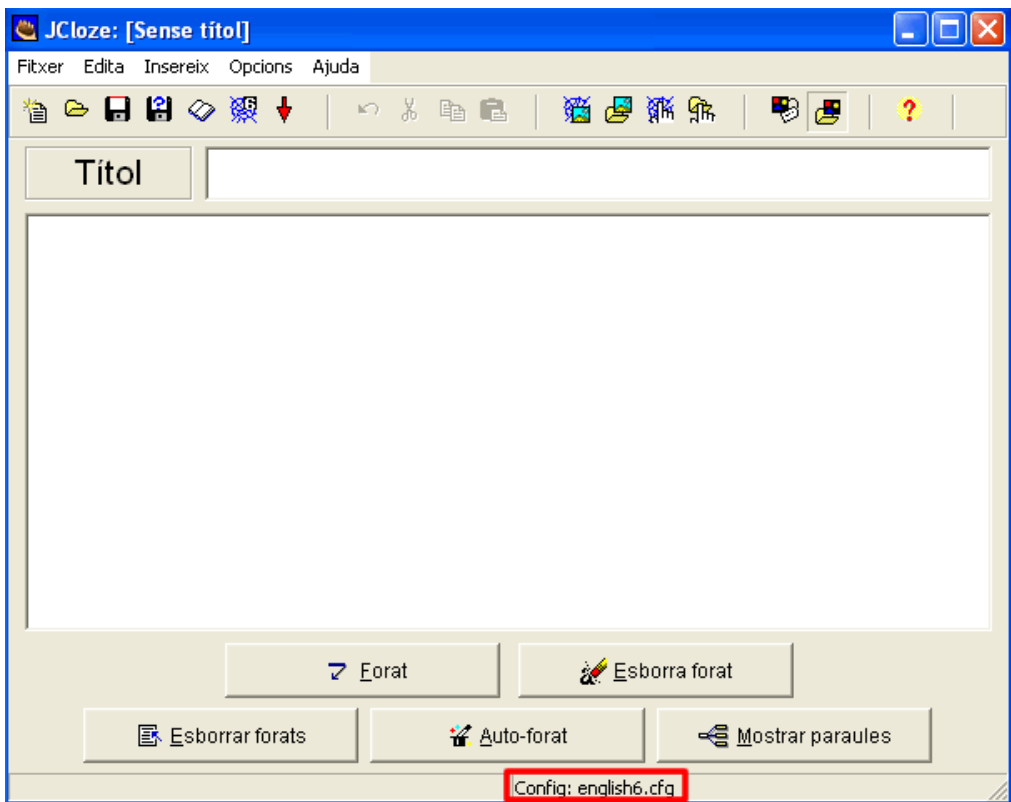 JCloze: [Sense títol]
Fitxer Edita Insereix Opcions Ajuda
Títol
Forat
Esborra forat
Esborrar forats
Auto-forat
Mostrar paraules
Config: english6.cfg